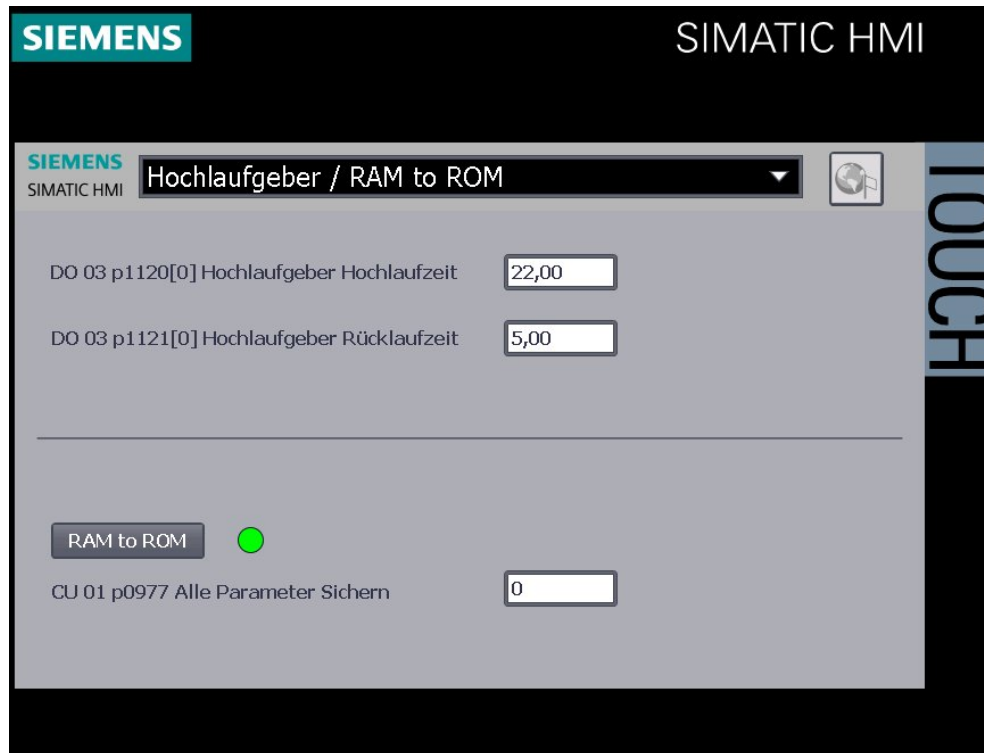 SIEMENS
SIMATIC HMI
SIEMENS
SIMATIC HMI
Hochlaufgeber / RAM to ROM
TOUCH
DO 03 p1120[0] Hochlaufgeber Hochlaufzeit
22,00
DO 03 p1121[0] Hochlaufgeber Rücklaufzeit
5,00
RAM to ROM
CU 01 p0977 Alle Parameter Sichern
0